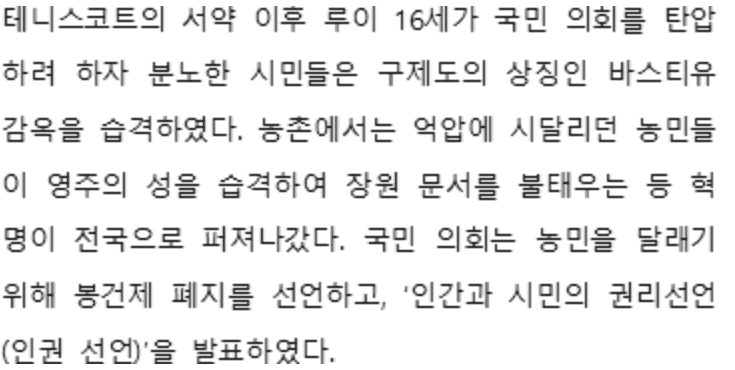 테니스코트의 서약 이후 루이 16세가 국민 의회를 탄압
하려 하자 분노한 시민들은 구제도의 상징인 바스티유
감옥을 습격하였다. 농촌에서는 억압에 시달리던 농민들
이 영주의 성을 습격하여 장원 문서를 불태우는 등 혁
명이 전국으로 퍼져나갔다. 국민 의회는 농민을 달래기
위해 봉건제 폐지를 선언하고, ‘인간과 시민의 권리선언
(인권 선언)’을 발표하였다.